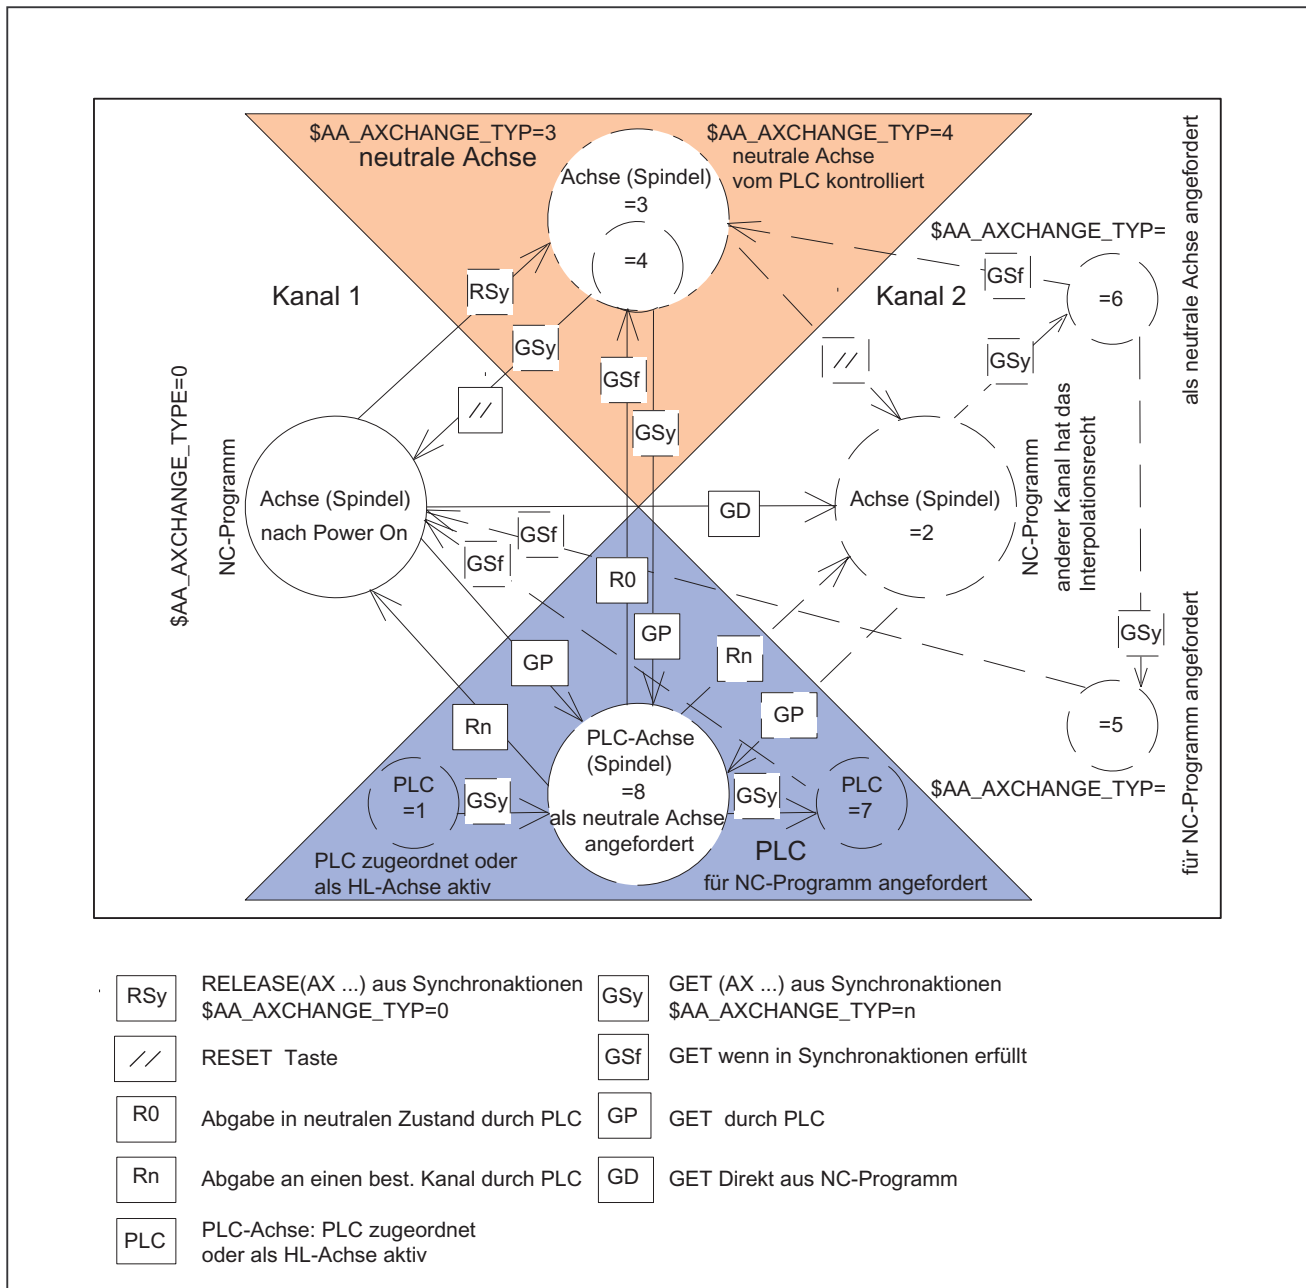 $AA_AXCHANGE_TYP=3
neutrale Achse
$AA_AXCHANGE_TYP=4
neutrale Achse
vom PLC kontrolliert
Achse (Spindel)
=3
=4
Kanal 1
Kanal 2
RSy
GSy
//
GSf
GSy
//
$AA_AXCHANGE_TYP=
GSf
=6
GSy
als neutrale Achse angefordert
$AA_AXCHANGE_TYPE=0
NC-Programm
Achse (Spindel)
nach Power On
GD
Achse (Spindel)
=2
NC-Programm
anderer Kanal hat das
Interpolationsrecht
GSf
GSf
R0
GP
GP
Rn
GP
Rn
GSy
=5
$AA_AXCHANGE_TYP=
für NC-Programm angefordert
PLC
=1
GSy
PLC-Achse
(Spindel)
=8
als neutrale Achse
angefordert
GSy
PLC
=7
PLC zugeordnet oder
als HL-Achse aktiv
PLC
für NC-Programm angefordert
RSy
RELEASE(AX ...) aus Synchronaktionen
$AA_AXCHANGE_TYP=0
GSy
GET (AX ...) aus Synchronaktionen
$AA_AXCHANGE_TYP=n
//
RESET Taste
GSf
GET wenn in Synchronaktionen erfüllt
R0
Abgabe in neutralen Zustand durch PLC
GP
GET durch PLC
Rn
Abgabe an einen best. Kanal durch PLC
GD
GET Direkt aus NC-Programm
PLC
PLC-Achse: PLC zugeordnet
oder als HL-Achse aktiv